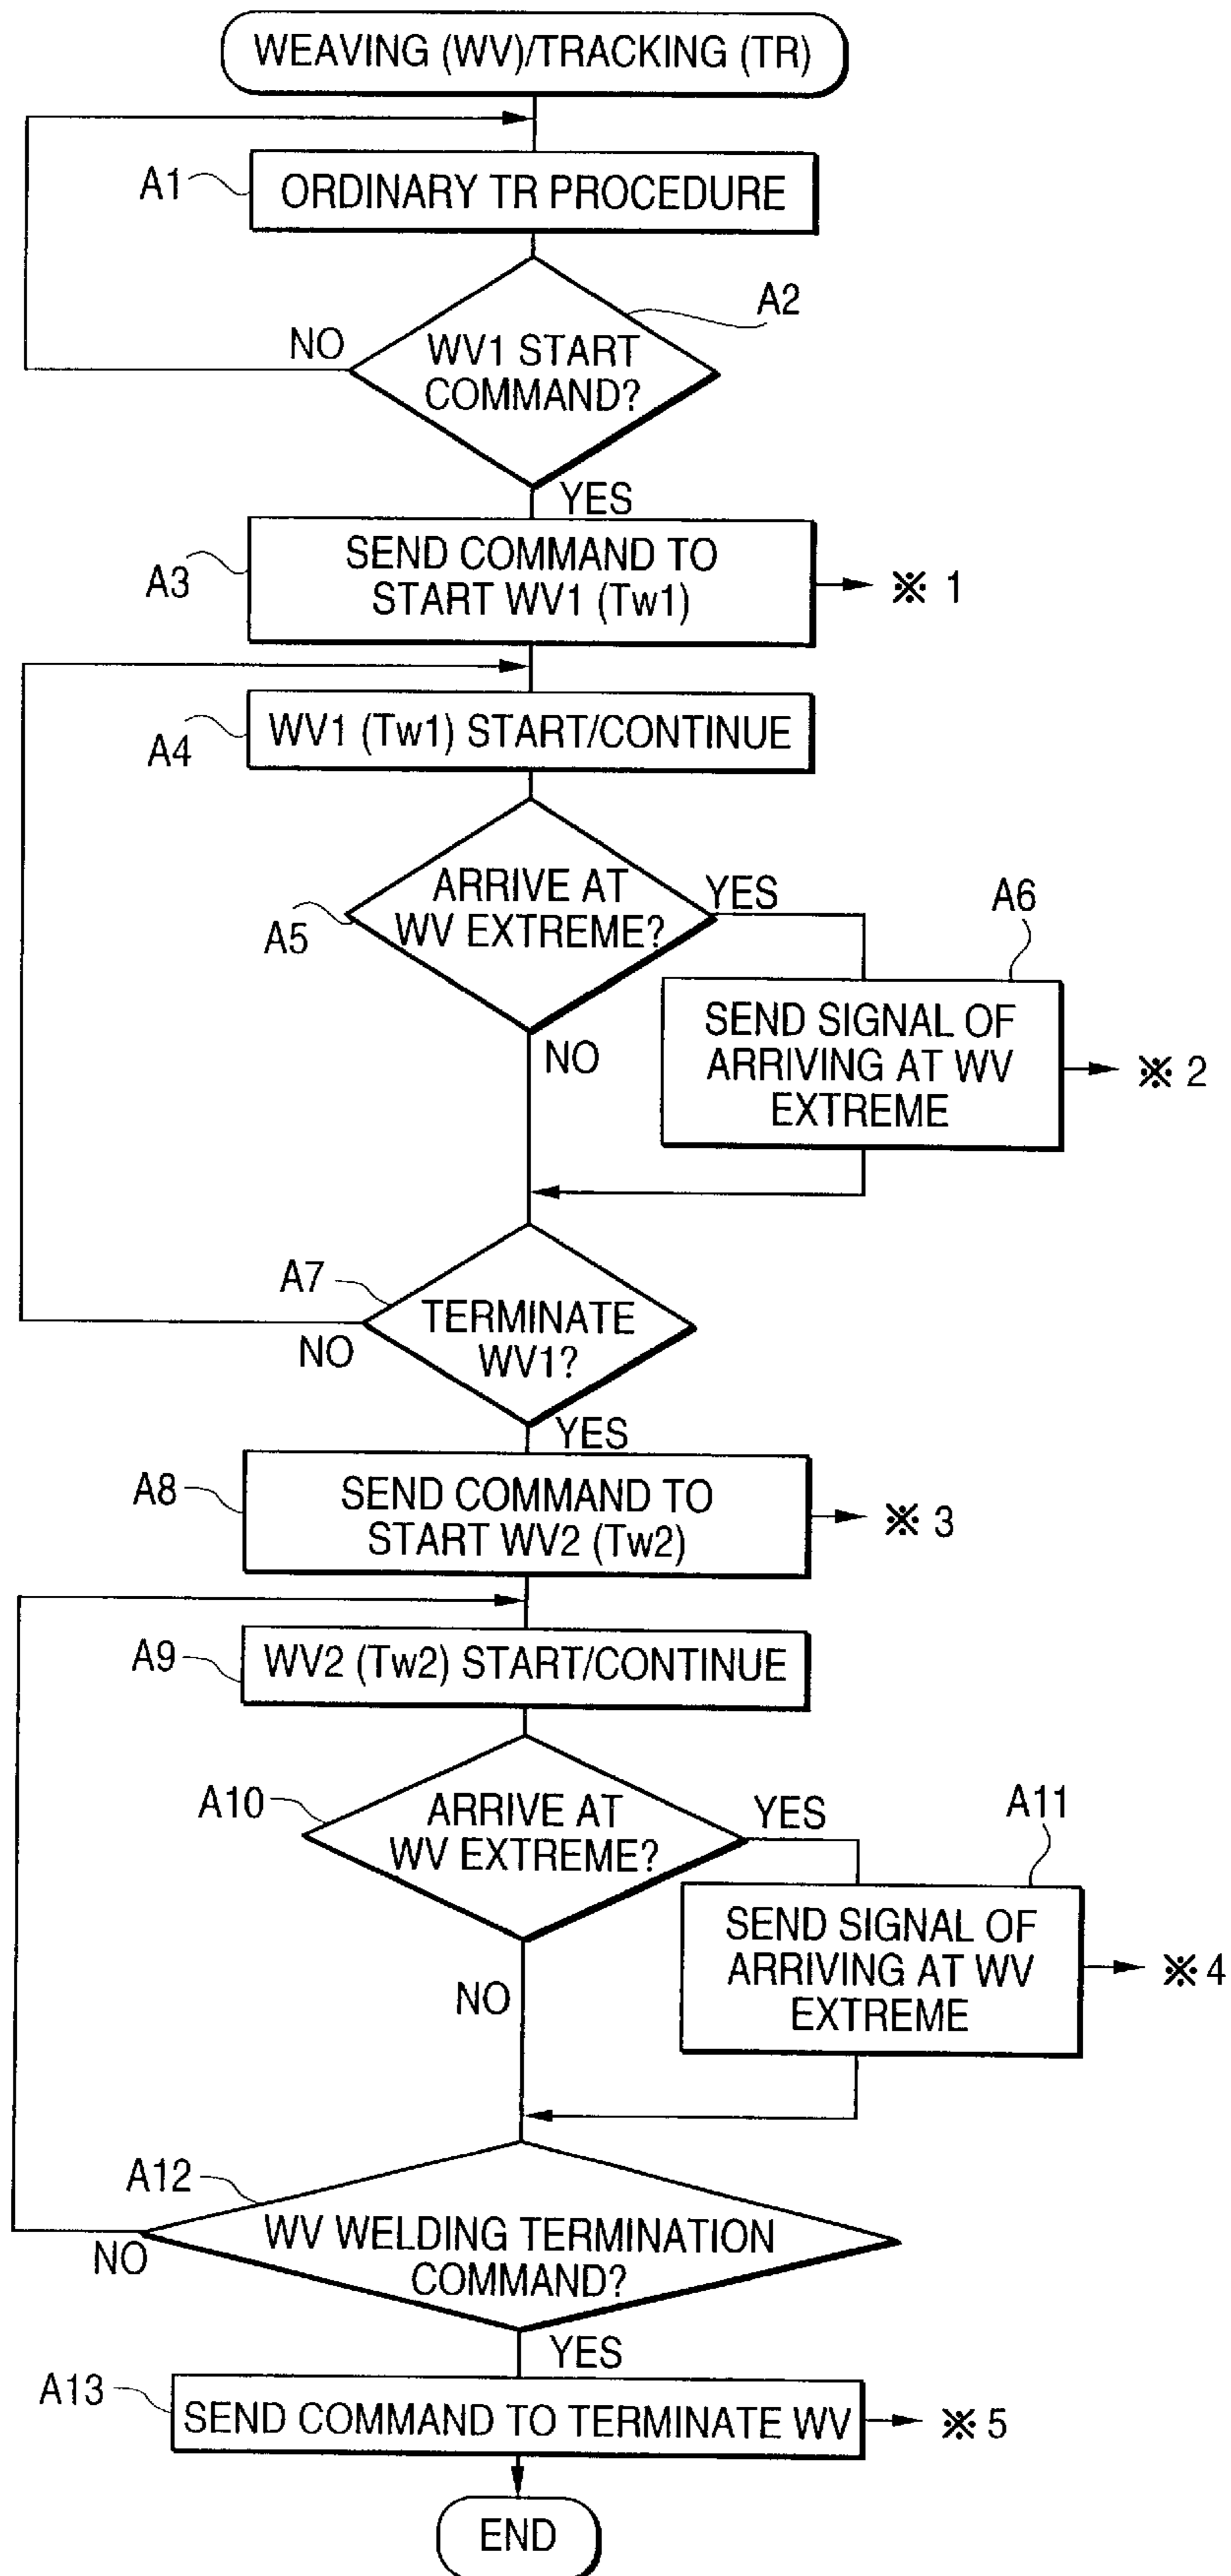 WEAVING (WV)/TRACKING (TR)
A1
ORDINARY TR PROCEDURE
A2
NO
WV1 START
COMMAND?
YES
A3
SEND COMMAND TO
START WV1 (Tw1)
※ 1
A4
WV1 (Tw1) START/CONTINUE
A5
ARRIVE AT
WV EXTREME?
YES
A6
NO
SEND SIGNAL OF
ARRIVING AT WV
EXTREME
※ 2
A7
TERMINATE
WV1?
NO
YES
A8
SEND COMMAND TO
START WV2 (Tw2)
※ 3
A9
WV2 (Tw2) START/CONTINUE
A10
ARRIVE AT
WV EXTREME?
YES
A11
NO
SEND SIGNAL OF
ARRIVING AT WV
EXTREME
※ 4
A12
WV WELDING TERMINATION
COMMAND?
NO
YES
A13
SEND COMMAND TO TERMINATE WV
※ 5
END